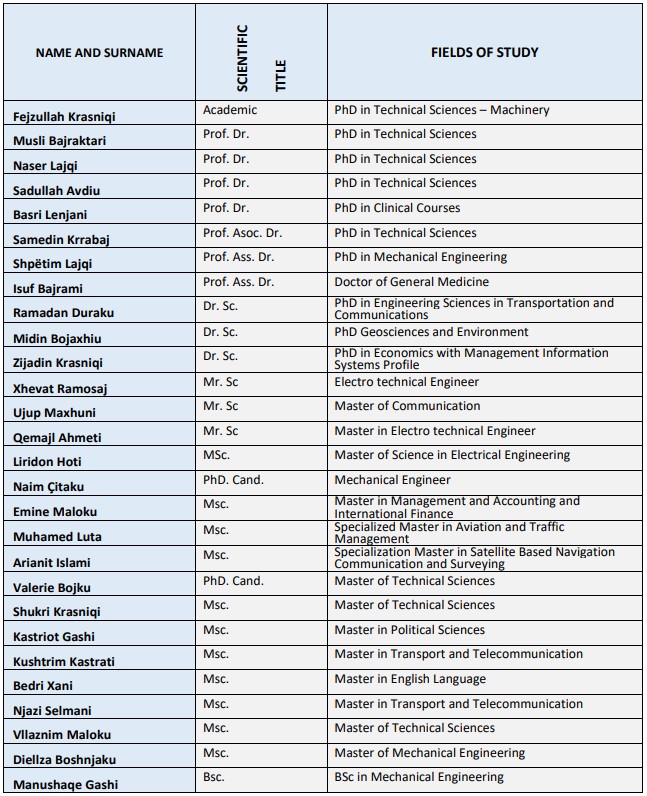 NAME AND SURNAME
SCIENTIFIC
TITLE
FIELDS OF STUDY
Fejzullah Krasniqi Academic PhD in Technical Sciences – Machinery
Musli Bajraktari Prof. Dr. PhD in Technical Sciences
Naser Lajqi Prof. Dr. PhD in Technical Sciences
Sadullah Avdiu Prof. Dr. PhD in Technical Sciences
Basri Lenjani Prof. Dr. PhD in Clinical Courses
Samedin Krrabaj Prof. Asoc. Dr. PhD in Technical Sciences
Shpëtim Lajqi Prof. Ass. Dr. PhD in Mechanical Engineering
Isuf Bajrami Prof. Ass. Dr. Doctor of General Medicine
Ramadan Duraku Dr. Sc. PhD in Engineering Sciences in Transportation and
Communications
Midin Bojaxhiu Dr. Sc. PhD Geosciences and Environment
Zijadin Krasniqi Dr. Sc. PhD in Economics with Management Information
Systems Profile
Xhevat Ramosaj Mr. Sc Electro technical Engineer
Ujup Maxhuni Mr. Sc Master of Communication
Qemajl Ahmeti Mr. Sc Master in Electro technical Engineer
Liridon Hoti MSc. Master of Science in Electrical Engineering
Naim Çitaku PhD. Cand. Mechanical Engineer
Emine Maloku Msc. Master in Management and Accounting and
International Finance
Muhamed Luta Msc. Specialized Master in Aviation and Traffic
Management
Arianit Islami Msc. Specialization Master in Satellite Based Navigation
Communication and Surveying
Valerie Bojku PhD. Cand. Master of Technical Sciences
Shukri Krasniqi Msc. Master of Technical Sciences
Kastriot Gashi Msc. Master in Political Sciences
Kushtrim Kastrati Msc. Master in Transport and Telecommunication
Bedri Xani Msc. Master in English Language
Njazi Selmani Msc. Master in Transport and Telecommunication
Vllaznim Maloku Msc. Master of Technical Sciences
Diellza Boshnjaku Msc. Master of Mechanical Engineering
Manushaqe Gashi Bsc. BSc in Mechanical Engineering